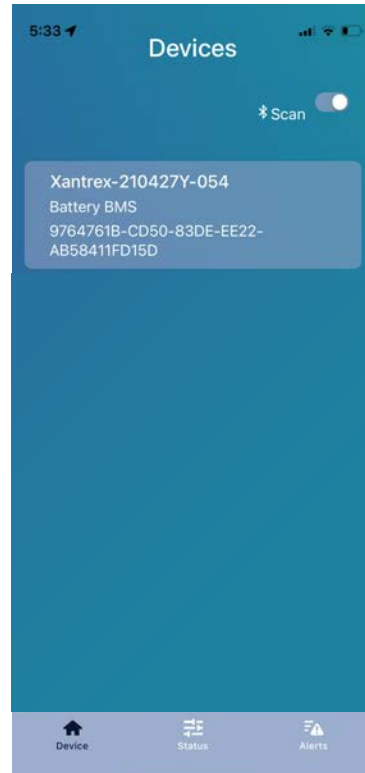 5:33
Devices
Scan
Xantrex-210427Y-054
Battery BMS
9764761B-CD50-83DE-EE22-
AB58411FD15D
Device
Status
Alerts